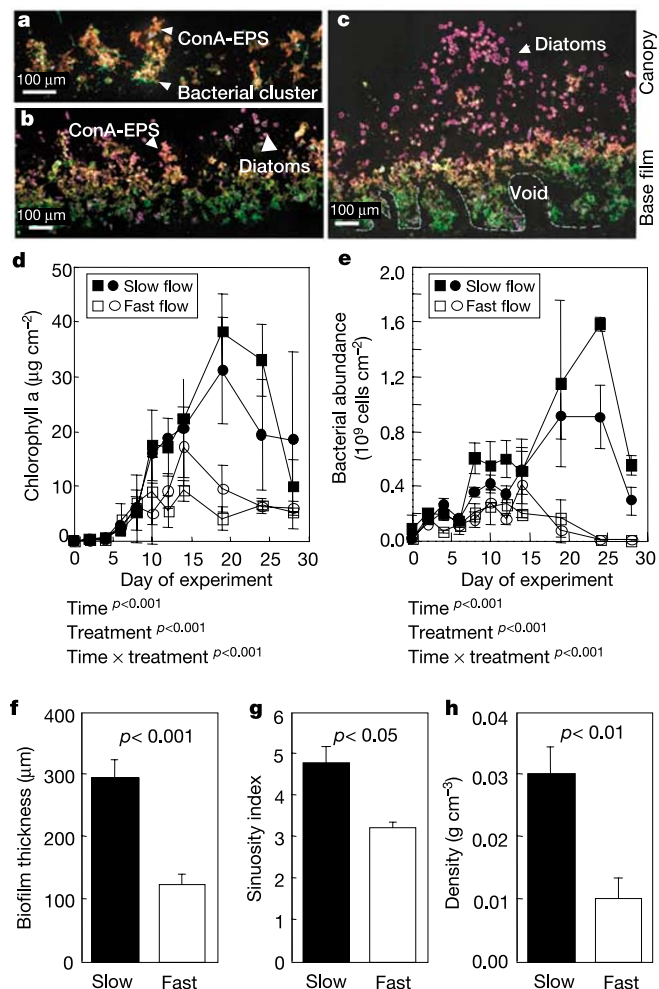 a
ConA-EPS
100 μm
Bacterial cluster
b
ConA-EPS
Diatoms
100 μm
c
Diatoms
Void
100 μm
Canopy
Base film
d
50
40
30
20
10
0
Chlorophyll a (μg cm⁻²)
Slow flow
Fast flow
0 5 10 15 20 25 30
Day of experiment
Time p<0.001
Treatment p<0.001
Time × treatment p<0.001
e
2.0
1.6
1.2
0.8
0.4
0.0
Bacterial abundance
(10⁹ cells cm⁻²)
Slow flow
Fast flow
0 5 10 15 20 25 30
Day of experiment
Time p<0.001
Treatment p<0.001
Time × treatment p<0.001
f
400
300
200
100
0
Biofilm thickness (μm)
p< 0.001
Slow Fast
g
6
5
4
3
2
1
0
Sinuosity index
p< 0.05
Slow Fast
h
0.04
0.03
0.02
0.01
0.00
Density (g cm⁻³)
p< 0.01
Slow Fast